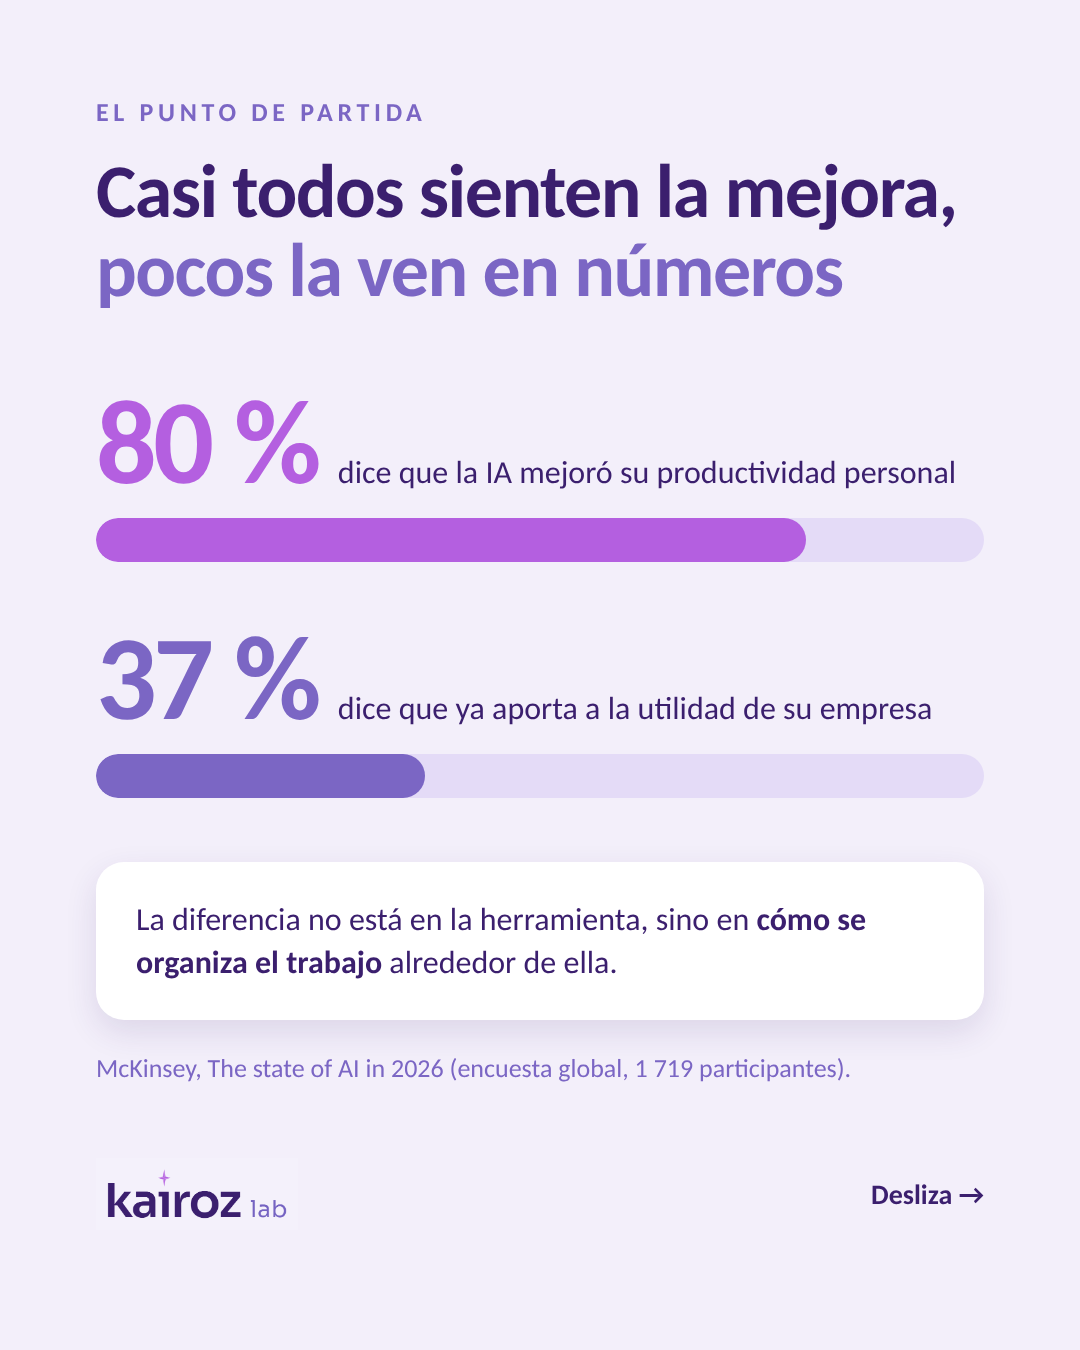 EL PUNTO DE PARTIDA
Casi todos sienten la mejora,
pocos la ven en números
80 % dice que la IA mejoró su productividad personal
37 % dice que ya aporta a la utilidad de su empresa
La diferencia no está en la herramienta, sino en cómo se
organiza el trabajo alrededor de ella.
McKinsey, The state of AI in 2026 (encuesta global, 1 719 participantes).
kairoz lab
Desliza →